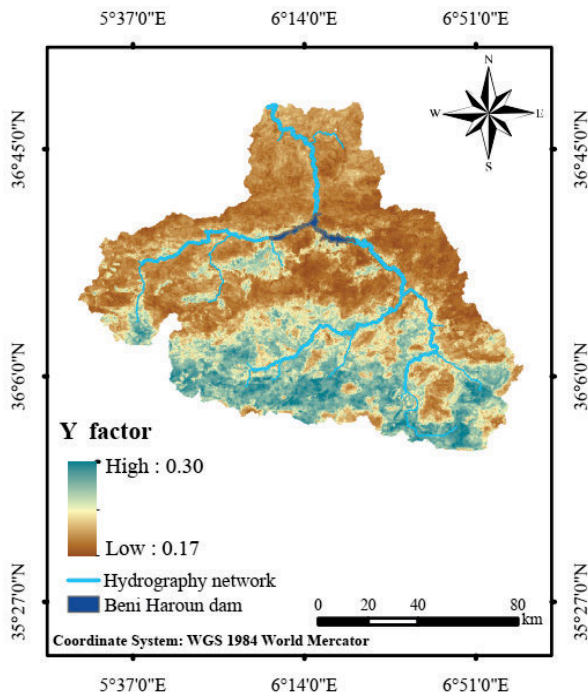 5°37'0"E 6°14'0"E 6°51'0"E
N
W E
S
36°45'0"N 36°45'0"N
36°6'0"N 36°6'0"N
Y factor
High : 0.30
Low : 0.17
Hydrography network
Beni Haroun dam
35°27'0"N 35°27'0"N
0 20 40 80
km
Coordinate System: WGS 1984 World Mercator
5°37'0"E 6°14'0"E 6°51'0"E